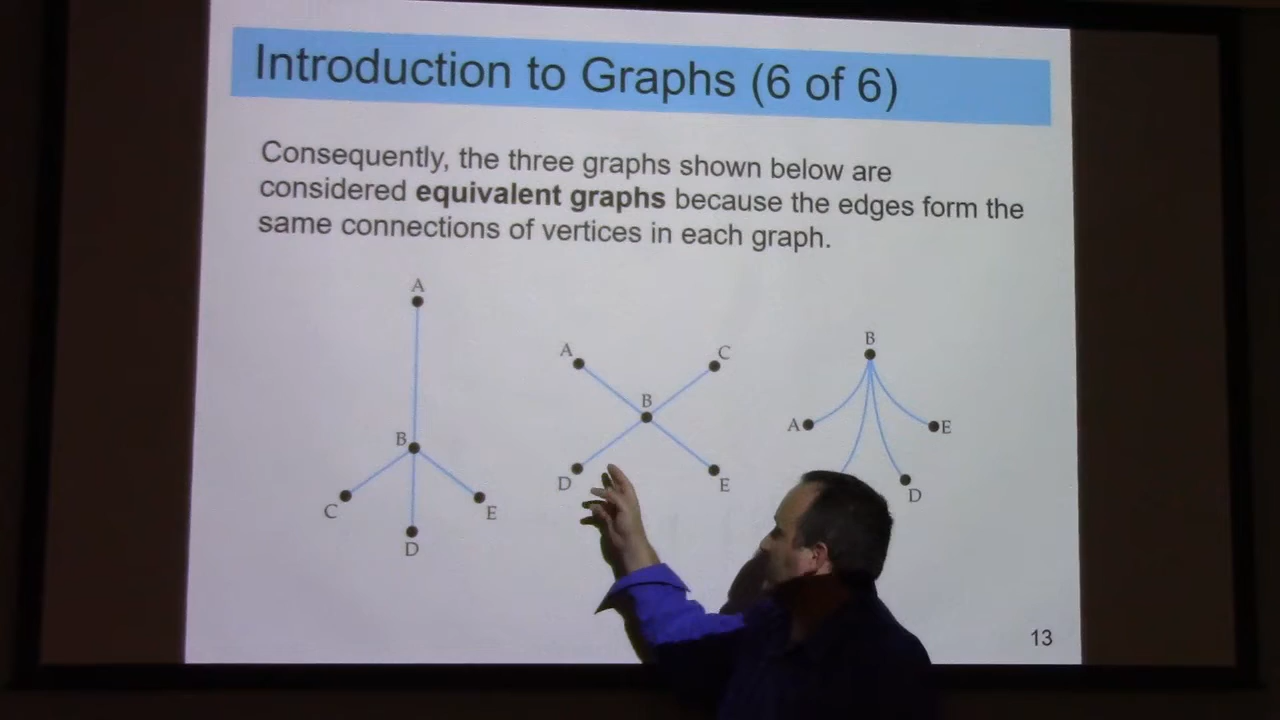 Introduction to Graphs (6 of 6)
Consequently, the three graphs shown below are
considered equivalent graphs because the edges form the
same connections of vertices in each graph.
A
B
C
D
E
A
C
B
D
E
B
A
E
D
13